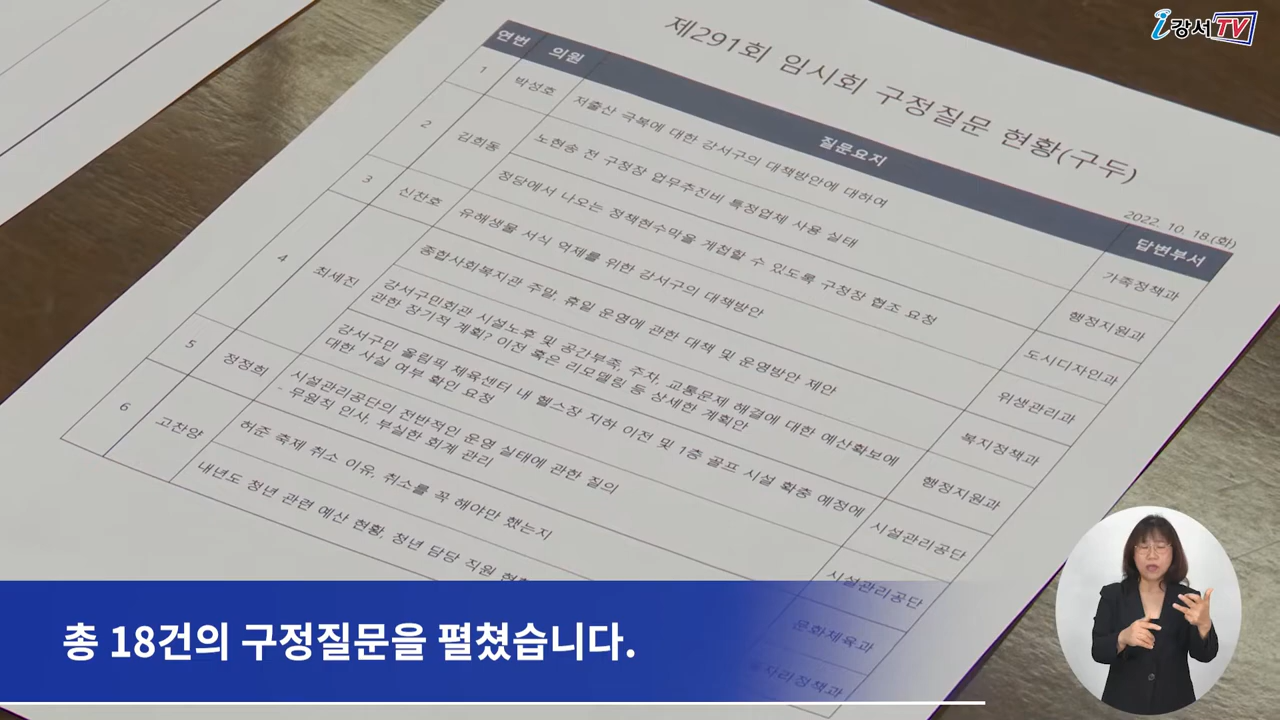 i강서TV
제291회 임시회 구정질문 현황(구두)
2022. 10. 18.(화)
연번 의원 질문요지 답변부서
1 박성호 저출산 극복에 대한 강서구의 대책방안에 대하여 가족정책과
2 김희동 노현송 전 구청장 업무추진비 특정업체 사용 실태 행정지원과
정당에서 나오는 정책현수막을 게첩할 수 있도록 구청장 협조 요청 도시디자인과
3 신찬호 유해생물 서식 억제를 위한 강서구의 대책방안 위생관리과
4 최세진 종합사회복지관 주말, 휴일 운영에 관한 대책 및 운영방안 제안 복지정책과
강서구민회관 시설노후 및 공간부족, 주차, 교통문제 해결에 대한 예산확보에
관한 장기적 계획? 이전 혹은 리모델링 등 상세한 계획안 행정지원과
강서구민 올림픽 체육센터 내 헬스장 지하 이전 및 1층 골프 시설 확충 예정에
대한 사실 여부 확인 요청 시설관리공단
5 정정희 시설관리공단의 전반적인 운영 실태에 관한 질의
- 무원칙 인사, 부실한 회계 관리 시설관리공단
6 고찬양 허준 축제 취소 이유, 취소를 꼭 해야만 했는지 문화체육과
내년도 청년 관련 예산 현황, 청년 담당 직원 자리정책과
총 18건의 구정질문을 펼쳤습니다.